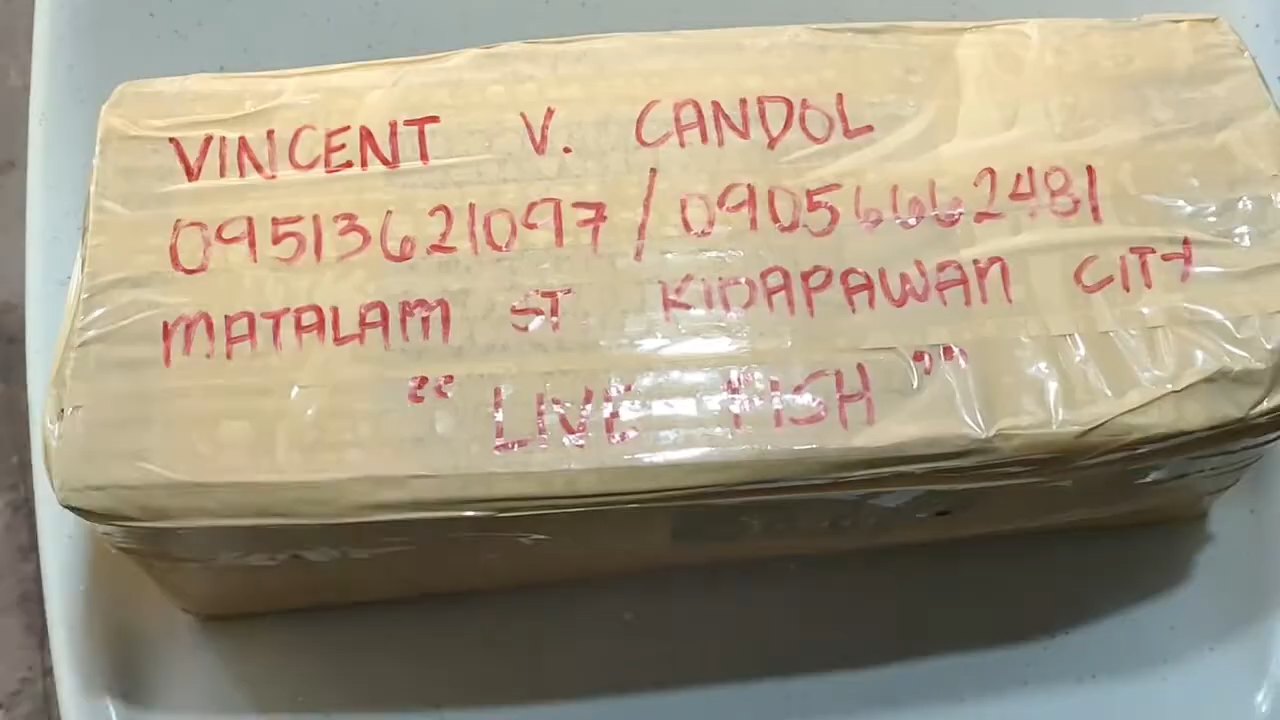 VINCENT V. CANDOL
09513621097 / 09056662481
MATALAM ST. KIDAPAWAN CITY
"LIVE FISH"